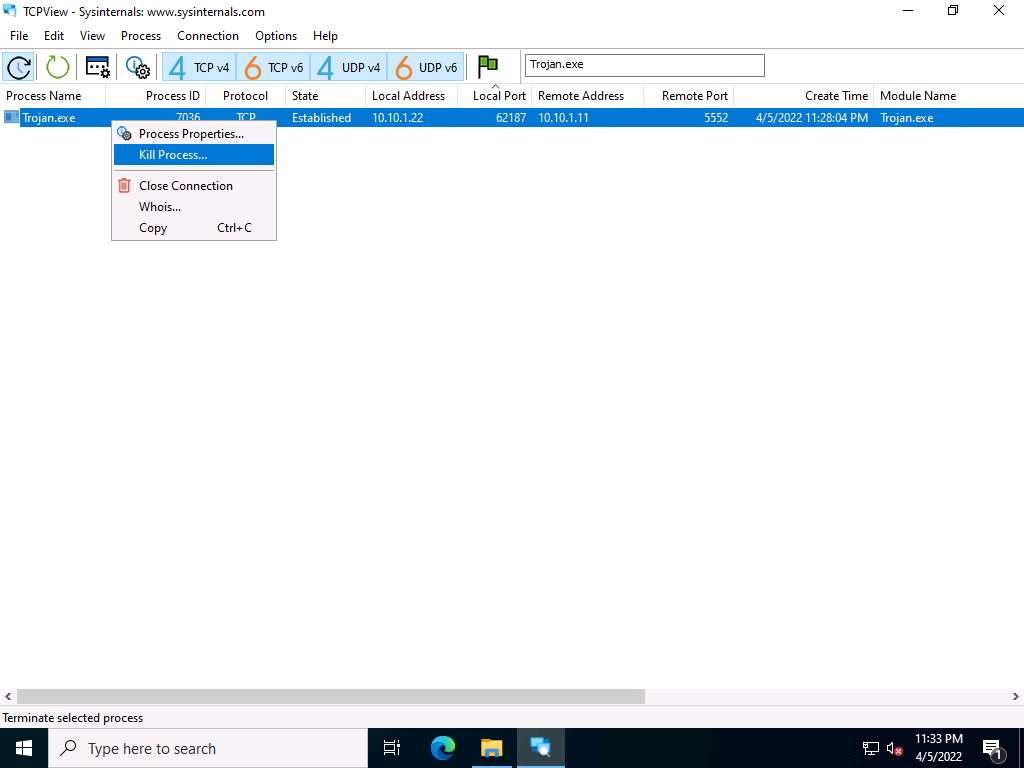 TCPView - Sysinternals: www.sysinternals.com
File Edit View Process Connection Options Help
4 TCP v4 6 TCP v6 4 UDP v4 6 UDP v6 Trojan.exe
Process Name Process ID Protocol State Local Address Local Port Remote Address Remote Port Create Time Module Name
Trojan.exe 7036 TCP Established 10.10.1.22 62187 10.10.1.11 5552 4/5/2022 11:28:04 PM Trojan.exe
Process Properties...
Kill Process...
Close Connection
Whois...
Copy Ctrl+C
Terminate selected process
Type here to search
11:33 PM
4/5/2022
1